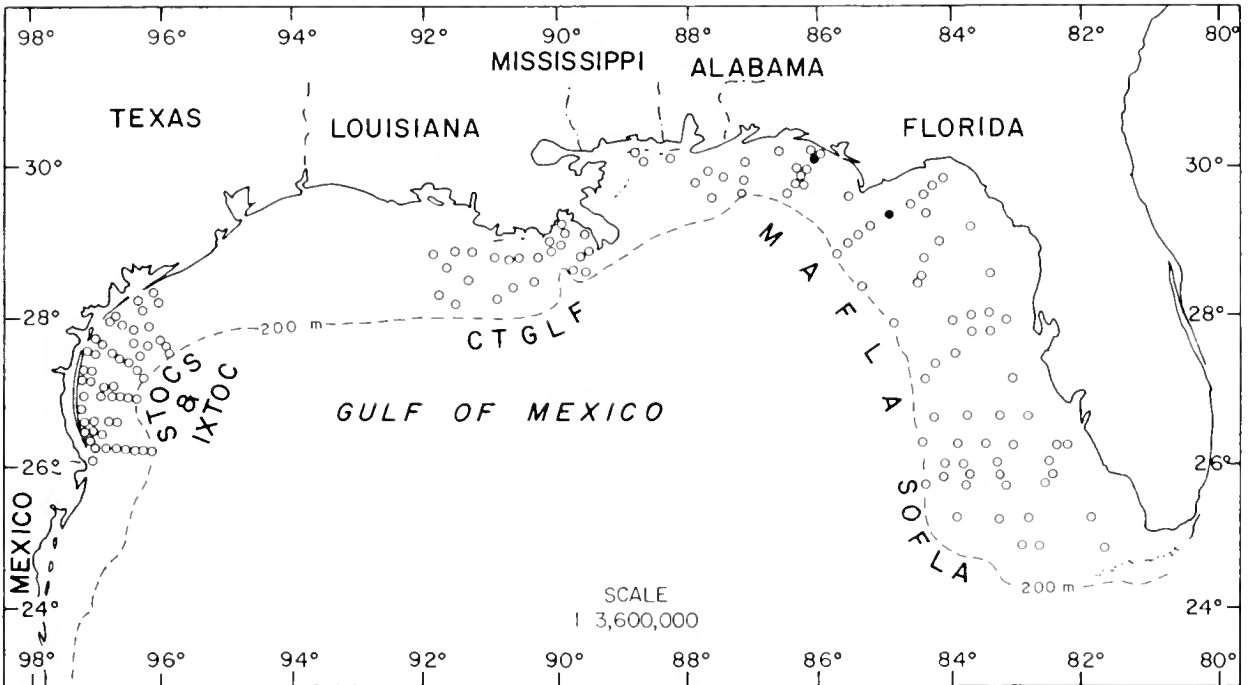 98° 96° 94° 92° 90° 88° 86° 84° 82° 80°
MISSISSIPPI
ALABAMA
TEXAS
LOUISIANA
FLORIDA
30° 30°
MAFLA
28° 28°
200 m
CTGLF
STOCS
&
IXTOC
GULF OF MEXICO
26° 26°
SOFLA
MEXICO
200 m
SCALE
1 3,600,000
24° 24°
98° 96° 94° 92° 90° 88° 86° 84° 82° 80°